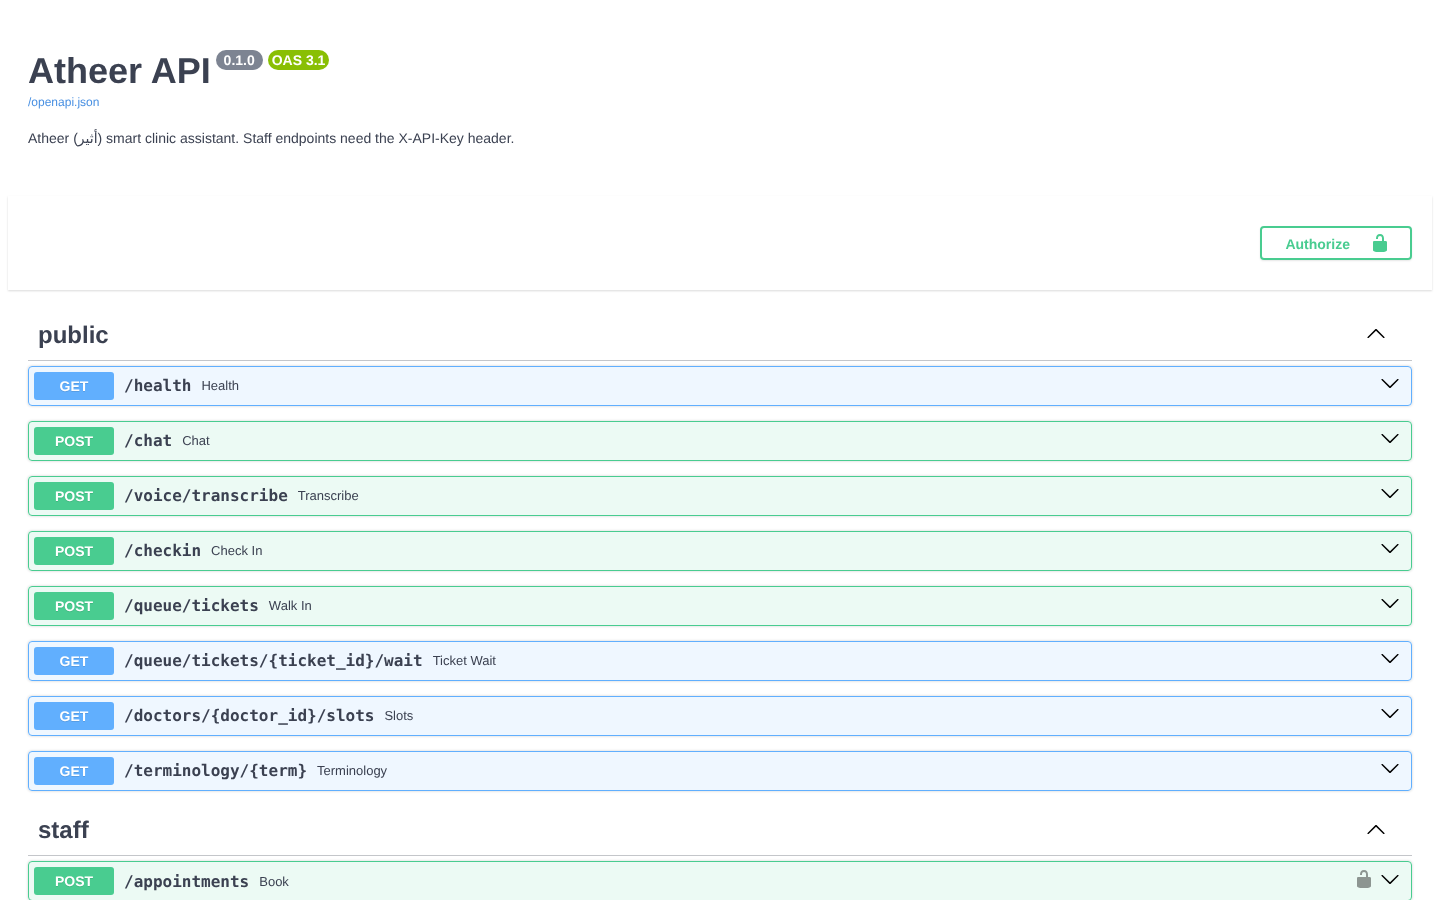 Atheer API 0.1.0 OAS 3.1
/openapi.json
Atheer (أثير) smart clinic assistant. Staff endpoints need the X-API-Key header.
Authorize
public
GET /health Health
POST /chat Chat
POST /voice/transcribe Transcribe
POST /checkin Check In
POST /queue/tickets Walk In
GET /queue/tickets/{ticket_id}/wait Ticket Wait
GET /doctors/{doctor_id}/slots Slots
GET /terminology/{term} Terminology
staff
POST /appointments Book